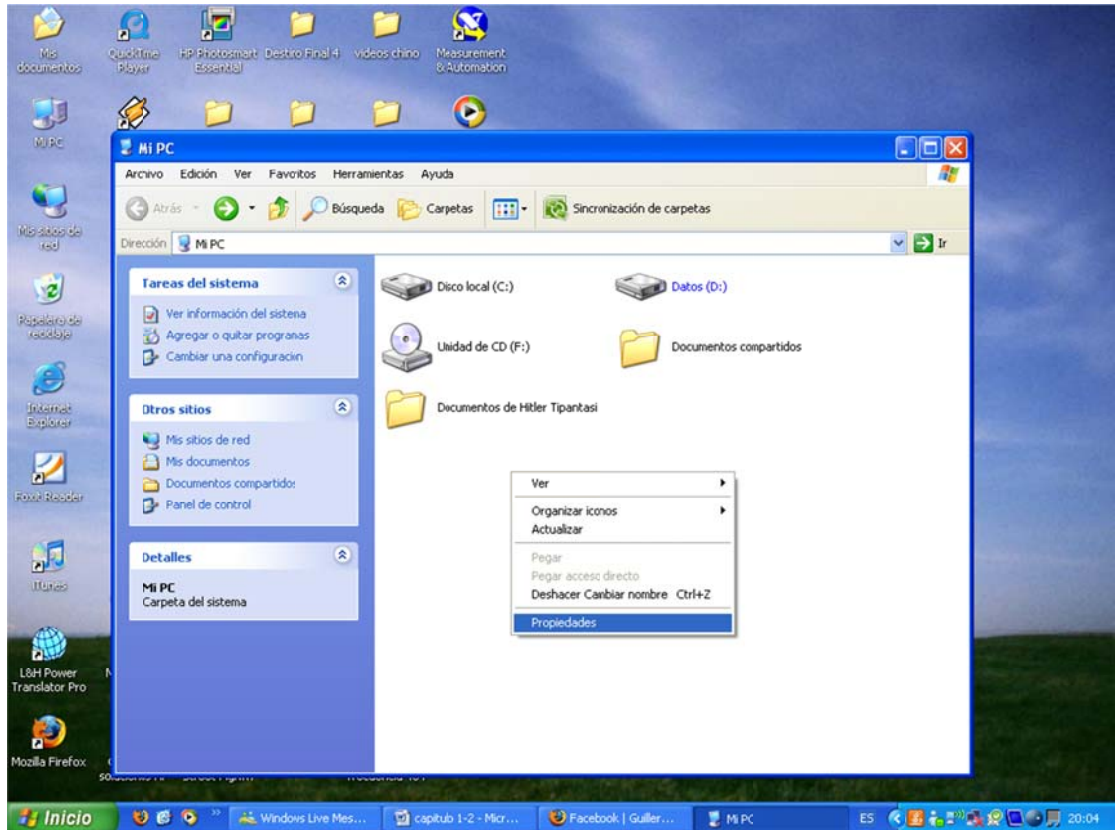 Mis documentos
QuickTime Player
HP Photosmart Essential
Destiro Final 4
videos chino
Measurement & Automation
Mi PC
Mi PC
Archivo Edición Ver Favoritos Herramientas Ayuda
Atrás Búsqueda Carpetas Sincronización de carpetas
Dirección Mi PC Ir
Mis sitios de red
Papelera de reciclaje
Internet Explorer
Foxit Reader
iTunes
L&H Power Translator Pro
Mozilla Firefox
Tareas del sistema
Ver información del sistema
Agregar o quitar programas
Cambiar una configuración
Otros sitios
Mis sitios de red
Mis documentos
Documentos compartidos
Panel de control
Detalles
Mi PC
Carpeta del sistema
Disco local (C:)
Datos (D:)
Unidad de CD (F:)
Documentos compartidos
Documentos de Hitler Tipantasi
Ver
Organizar iconos
Actualizar
Pegar
Pegar acceso directo
Deshacer Cambiar nombre Ctrl+Z
Propiedades
Inicio
Windows Live Mes...
capitulo 1-2 - Micr...
Facebook | Guiller...
Mi PC
ES
20:04